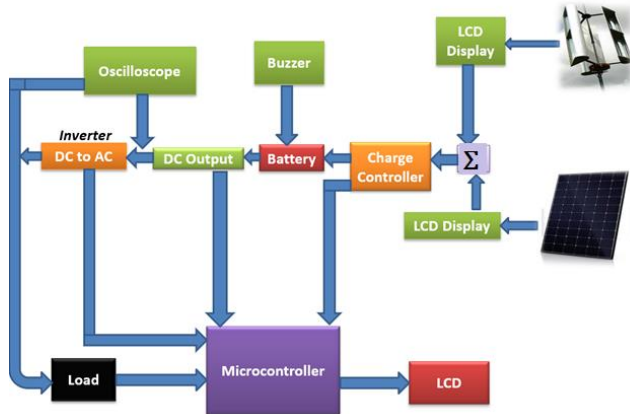 LCD
Display
Oscilloscope
Buzzer
Inverter
DC to AC
DC Output
Battery
Charge
Controller
Σ
LCD Display
Microcontroller
Load
LCD